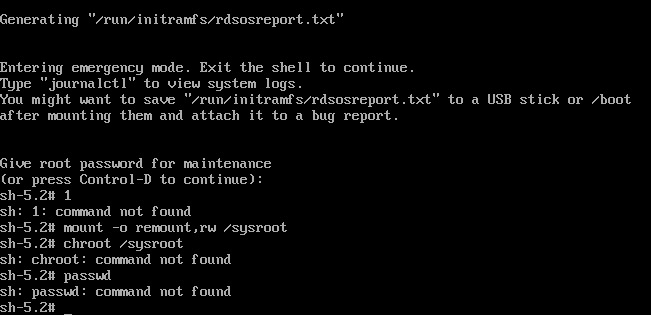 Generating "/run/initramfs/rdsosreport.txt"
Entering emergency mode. Exit the shell to continue.
Type "journalctl" to view system logs.
You might want to save "/run/initramfs/rdsosreport.txt" to a USB stick or /boot
after mounting them and attach it to a bug report.
Give root password for maintenance
(or press Control-D to continue):
sh-5.2# 1
sh: 1: command not found
sh-5.2# mount -o remount,rw /sysroot
sh-5.2# chroot /sysroot
sh: chroot: command not found
sh-5.2# passwd
sh: passwd: command not found
sh-5.2# _